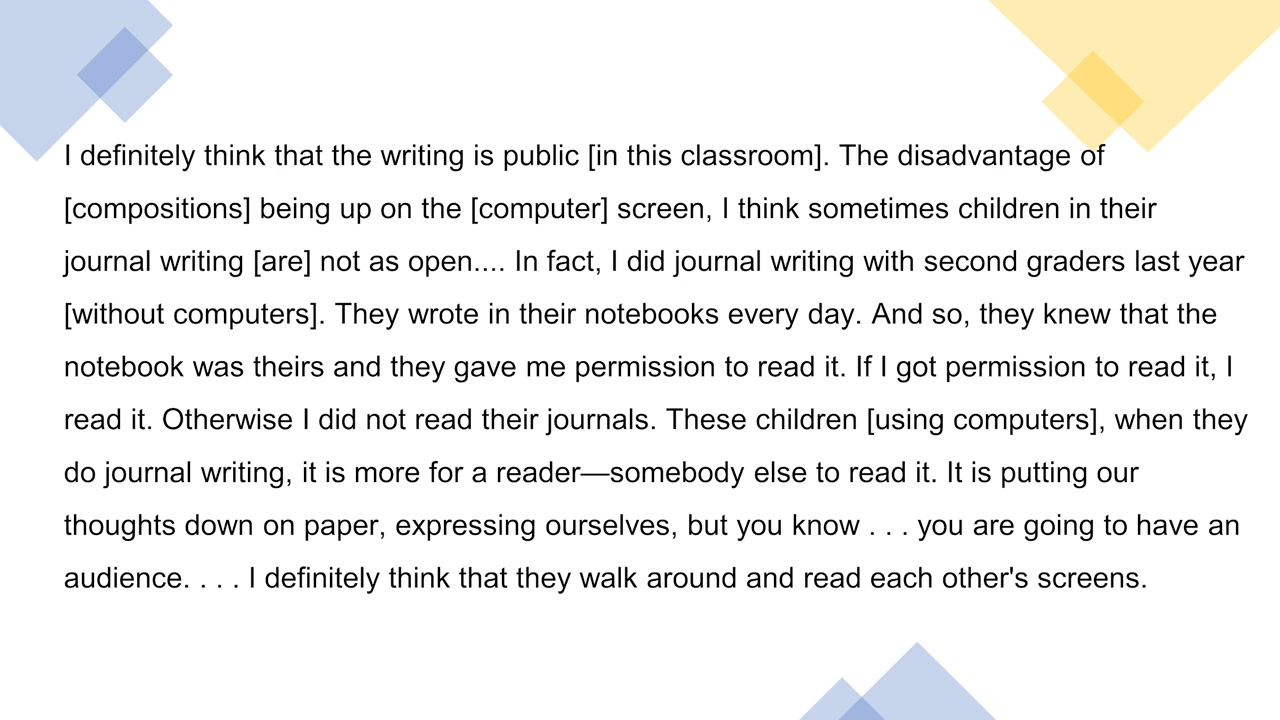 I definitely think that the writing is public [in this classroom]. The disadvantage of
[compositions] being up on the [computer] screen, I think sometimes children in their
journal writing [are] not as open.... In fact, I did journal writing with second graders last year
[without computers]. They wrote in their notebooks every day. And so, they knew that the
notebook was theirs and they gave me permission to read it. If I got permission to read it, I
read it. Otherwise I did not read their journals. These children [using computers], when they
do journal writing, it is more for a reader—somebody else to read it. It is putting our
thoughts down on paper, expressing ourselves, but you know . . . you are going to have an
audience. . . . I definitely think that they walk around and read each other's screens.